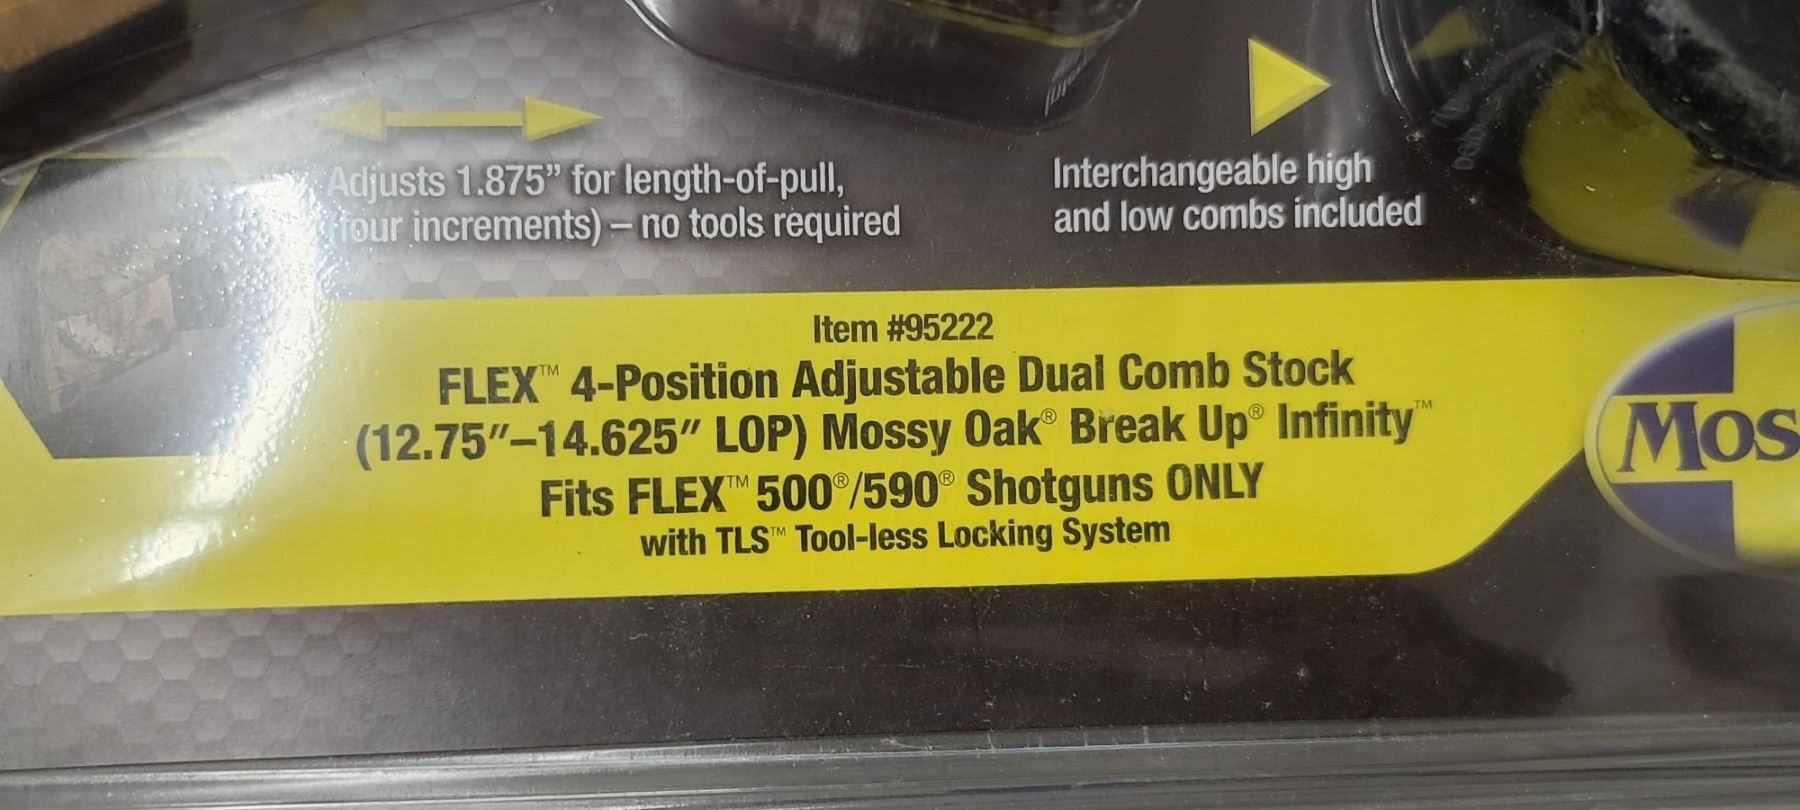 Adjusts 1.875” for length-of-pull,
four increments) – no tools required
Interchangeable high
and low combs included
Item #95222
FLEX™ 4-Position Adjustable Dual Comb Stock
(12.75″–14.625″ LOP) Mossy Oak® Break Up® Infinity™
Fits FLEX™ 500®/590® Shotguns ONLY
with TLS™ Tool-less Locking System
Mos